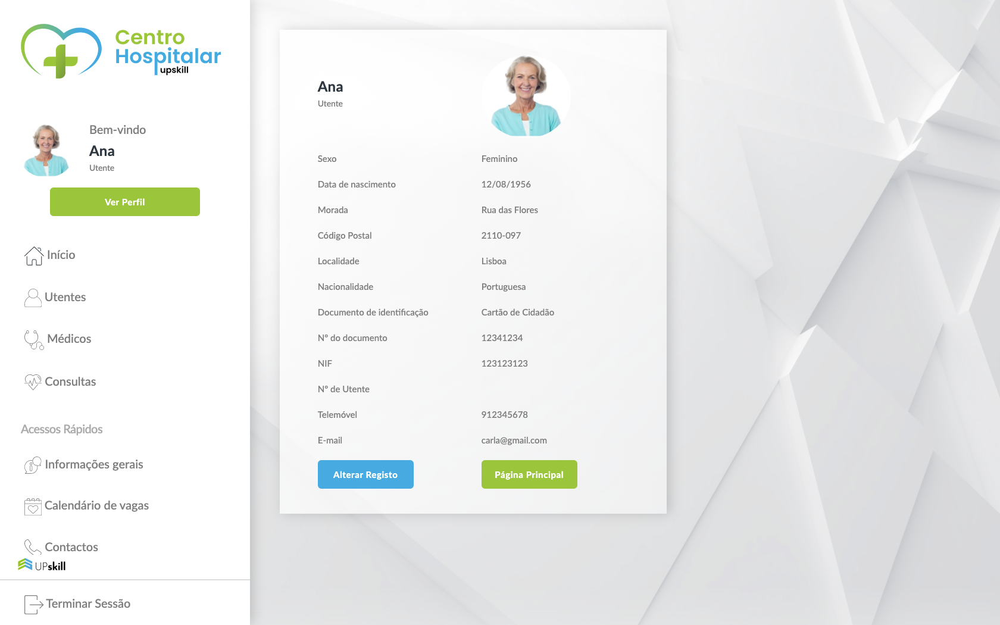 Centro
Hospitalar
upskill
Bem-vindo
Ana
Utente
Ver Perfil
Início
Utentes
Médicos
Consultas
Acessos Rápidos
Informações gerais
Calendário de vagas
Contactos
UPskill
Terminar Sessão
Ana
Utente
Sexo Feminino
Data de nascimento 12/08/1956
Morada Rua das Flores
Código Postal 2110-097
Localidade Lisboa
Nacionalidade Portuguesa
Documento de identificação Cartão de Cidadão
Nº do documento 12341234
NIF 123123123
Nº de Utente
Telemóvel 912345678
E-mail carla@gmail.com
Alterar Registo Página Principal